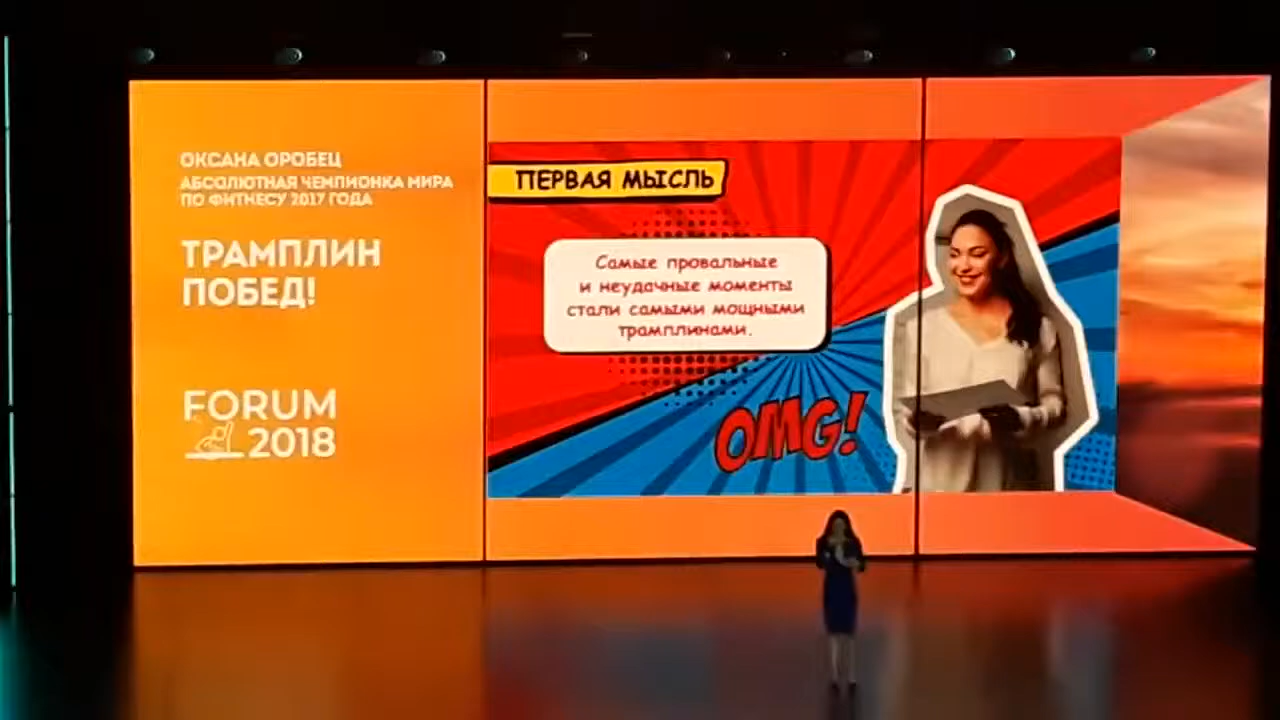 ОКСАНА ОРОБЕЦ
АБСОЛЮТНАЯ ЧЕМПИОНКА МИРА
ПО ФИТНЕСУ 2017 ГОДА
ТРАМПЛИН
ПОБЕД!
FORUM
2018
ПЕРВАЯ МЫСЛЬ
Самые провальные
и неудачные моменты
стали самыми мощными
трамплинами.
OMG!